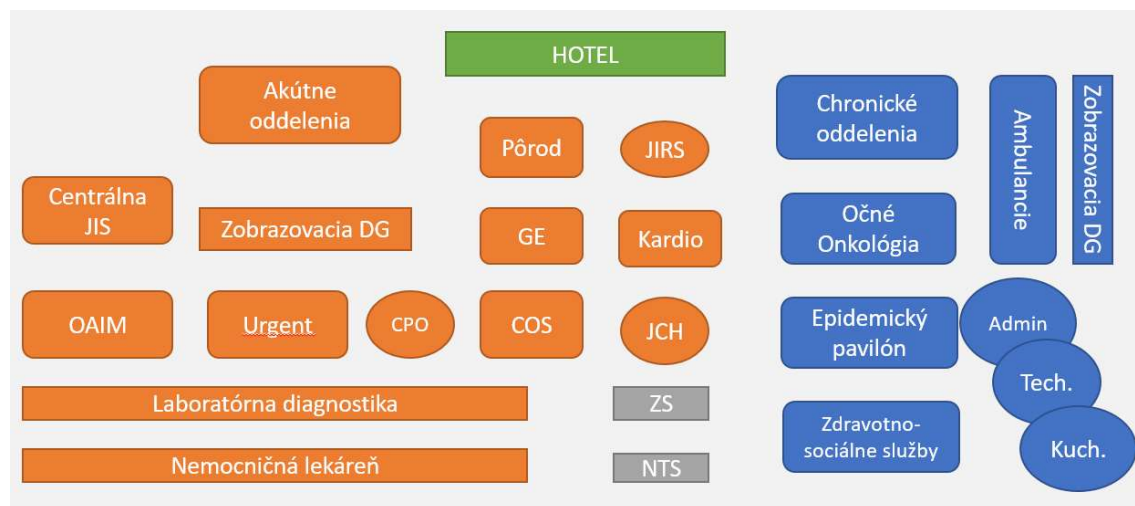 HOTEL
Akútne
oddelenia
Pôrod
JIRS
Centrálna
JIS
Zobrazovacia DG
GE
Kardio
OAIM
Urgent
CPO
COS
JCH
Laboratórna diagnostika
ZS
Nemocničná lekáreň
NTS
Chronické
oddelenia
Ambulancie
Zobrazovacia DG
Očné
Onkológia
Epidemický
pavilón
Admin
Tech.
Zdravotno-
sociálne služby
Kuch.